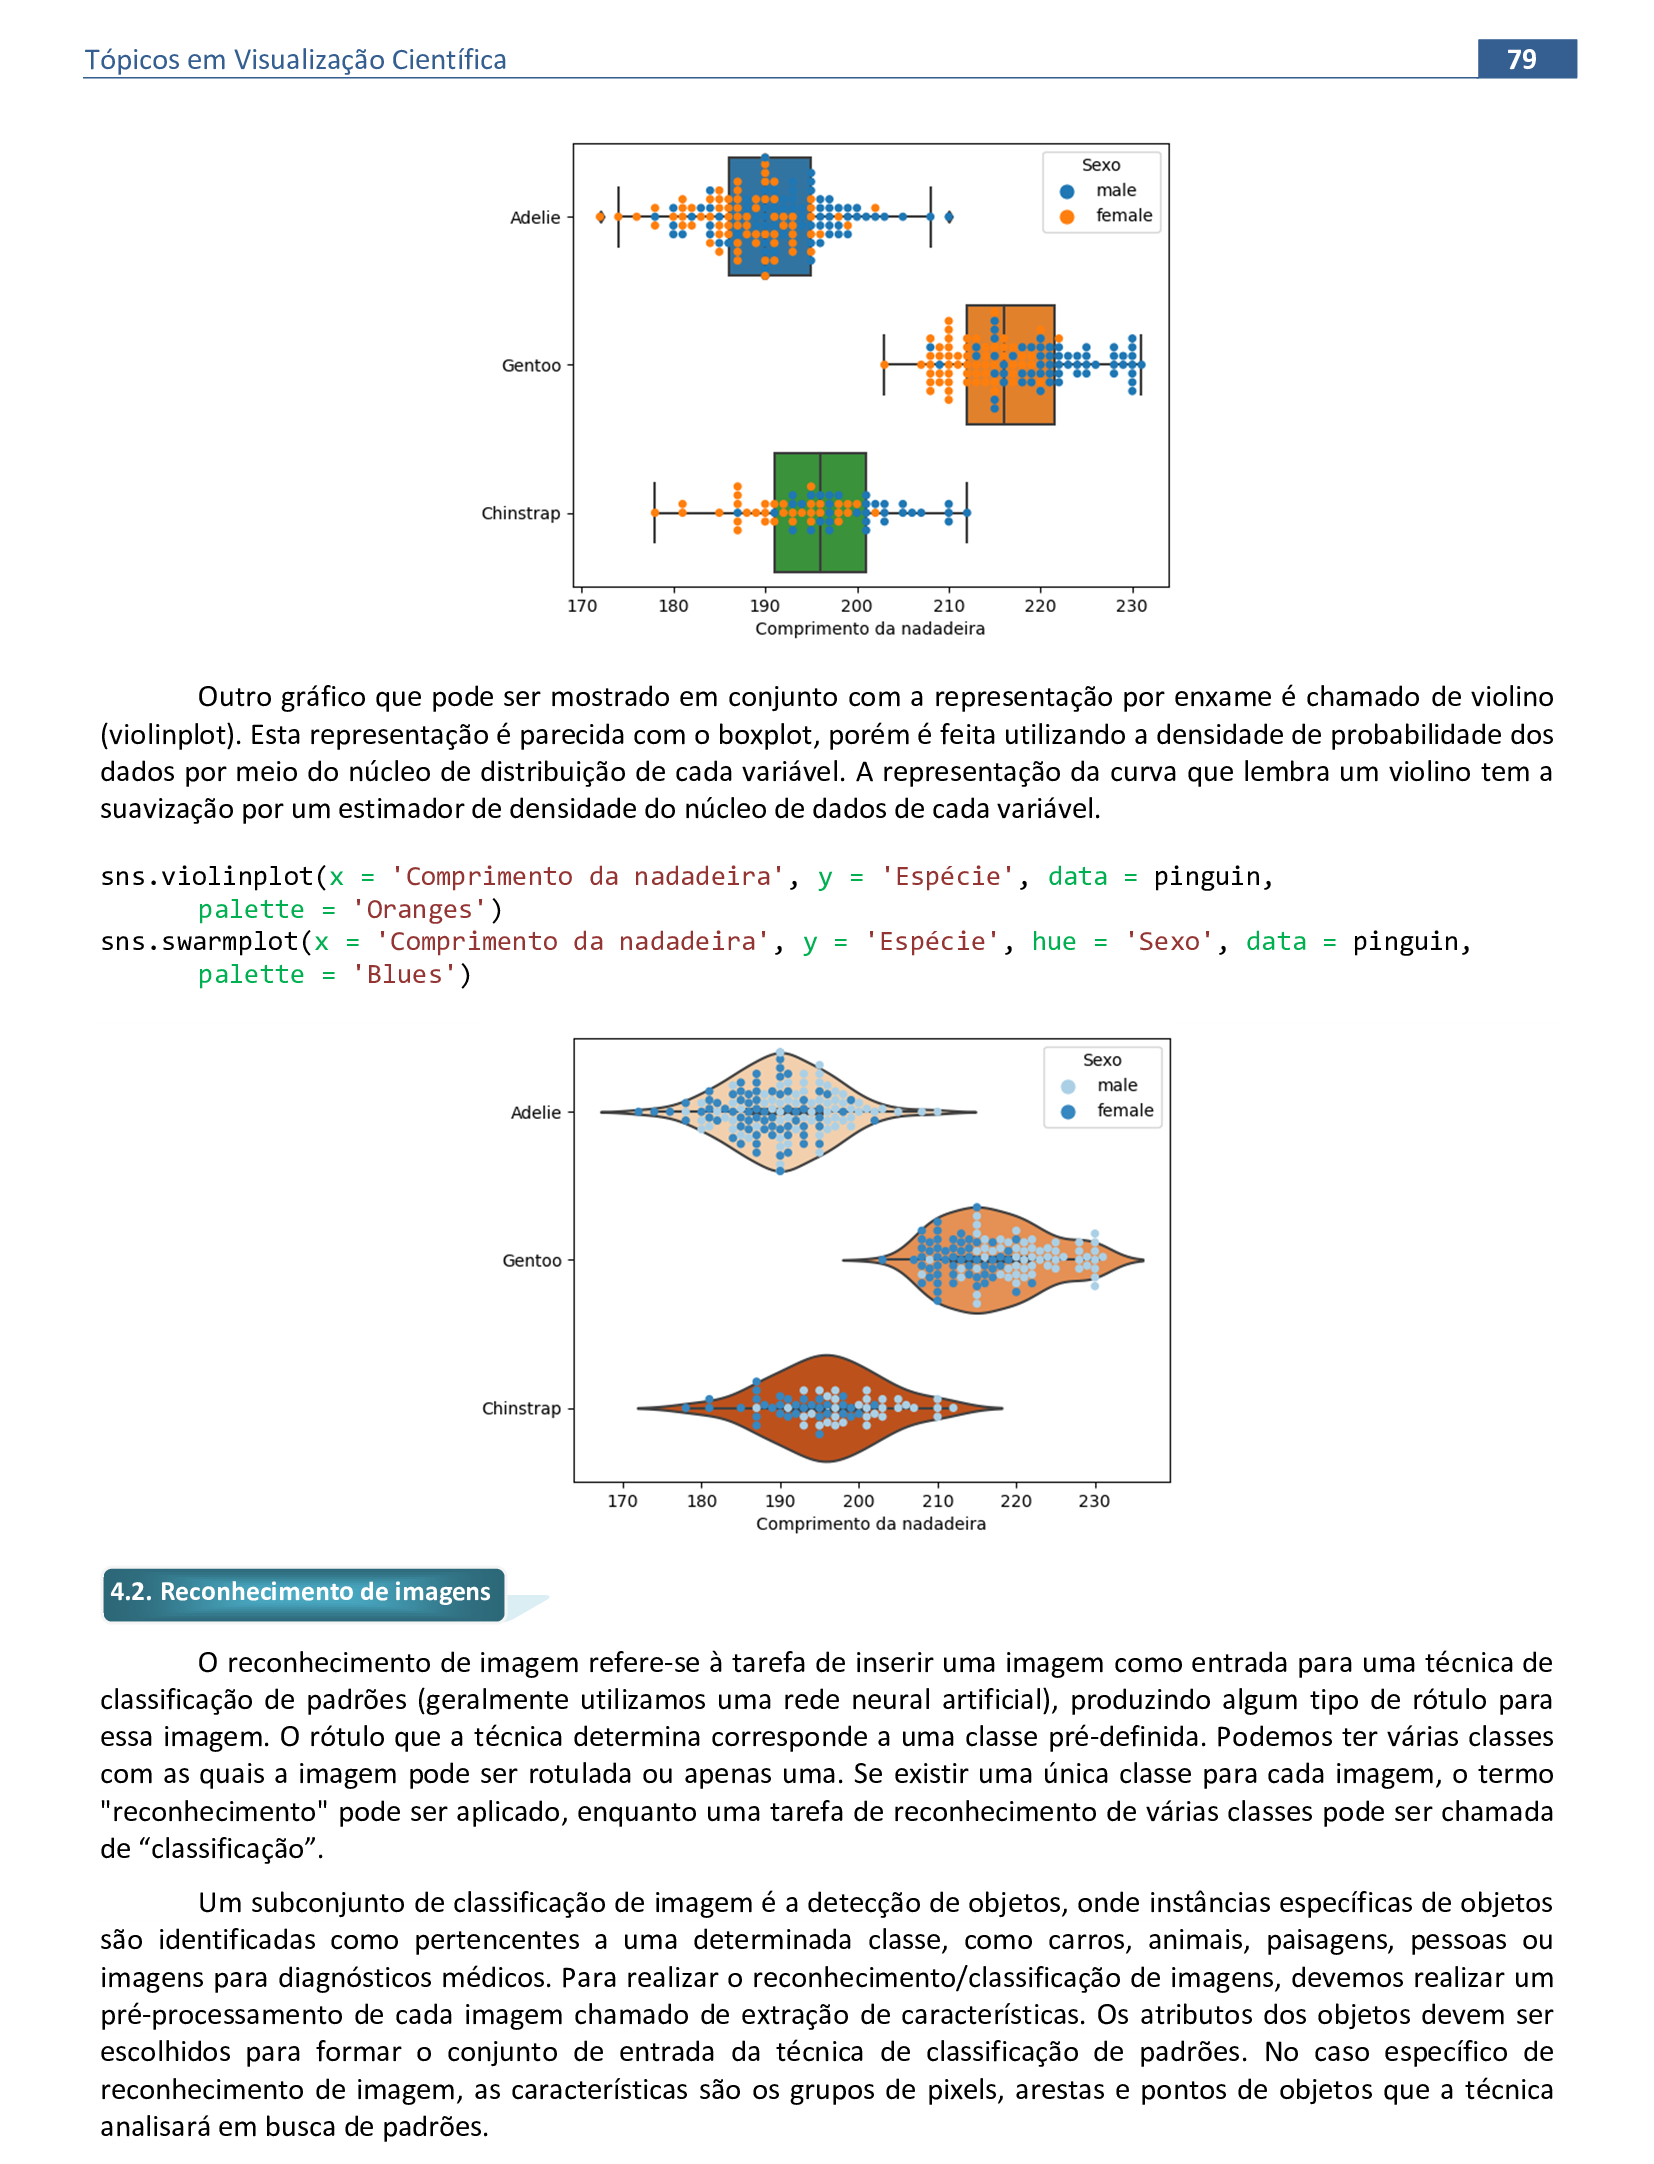 Tópicos em Visualização Científica
79
Sexo
male
female
Adelie
Gentoo
Chinstrap
170 180 190 200 210 220 230
Comprimento da nadadeira
Outro gráfico que pode ser mostrado em conjunto com a representação por enxame é chamado de violino
(violinplot). Esta representação é parecida com o boxplot, porém é feita utilizando a densidade de probabilidade dos
dados por meio do núcleo de distribuição de cada variável. A representação da curva que lembra um violino tem a
suavização por um estimador de densidade do núcleo de dados de cada variável.
sns.violinplot(x = 'Comprimento da nadadeira', y = 'Espécie', data = pinguin,
palette = 'Oranges')
sns.swarmplot(x = 'Comprimento da nadadeira', y = 'Espécie', hue = 'Sexo', data = pinguin,
palette = 'Blues')
Sexo
male
female
Adelie
Gentoo
Chinstrap
170 180 190 200 210 220 230
Comprimento da nadadeira
4.2. Reconhecimento de imagens
O reconhecimento de imagem refere-se à tarefa de inserir uma imagem como entrada para uma técnica de
classificação de padrões (geralmente utilizamos uma rede neural artificial), produzindo algum tipo de rótulo para
essa imagem. O rótulo que a técnica determina corresponde a uma classe pré-definida. Podemos ter várias classes
com as quais a imagem pode ser rotulada ou apenas uma. Se existir uma única classe para cada imagem, o termo
"reconhecimento" pode ser aplicado, enquanto uma tarefa de reconhecimento de várias classes pode ser chamada
de “classificação”.
Um subconjunto de classificação de imagem é a detecção de objetos, onde instâncias específicas de objetos
são identificadas como pertencentes a uma determinada classe, como carros, animais, paisagens, pessoas ou
imagens para diagnósticos médicos. Para realizar o reconhecimento/classificação de imagens, devemos realizar um
pré-processamento de cada imagem chamado de extração de características. Os atributos dos objetos devem ser
escolhidos para formar o conjunto de entrada da técnica de classificação de padrões. No caso específico de
reconhecimento de imagem, as características são os grupos de pixels, arestas e pontos de objetos que a técnica
analisará em busca de padrões.